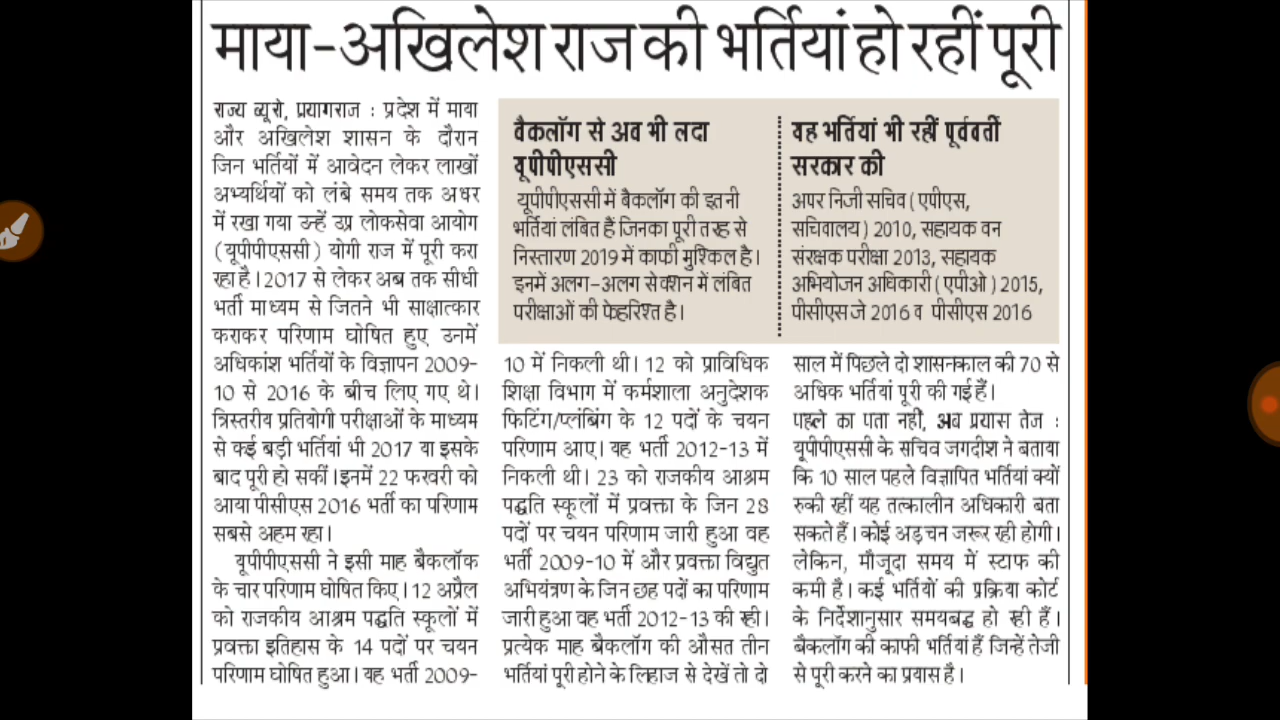 माया-अखिलेश राज की भर्तियां हो रहीं पूरी
राज्य ब्यूरो, प्रयागराज : प्रदेश में माया
और अखिलेश शासन के दौरान
जिन भर्तियों में आवेदन लेकर लाखों
अभ्यर्थियों को लंबे समय तक अधर
में रखा गया उन्हें उप्र लोकसेवा आयोग
(यूपीपीएससी) योगी राज में पूरी करा
रहा है। 2017 से लेकर अब तक सीधी
भर्ती माध्यम से जितने भी साक्षात्कार
कराकर परिणाम घोषित हुए उनमें
अधिकांश भर्तियों के विज्ञापन 2009-
10 से 2016 के बीच लिए गए थे।
त्रिस्तरीय प्रतियोगी परीक्षाओं के माध्यम
से कई बड़ी भर्तियां भी 2017 या इसके
बाद पूरी हो सकीं। इनमें 22 फरवरी को
आया पीसीएस 2016 भर्ती का परिणाम
सबसे अहम रहा।
यूपीपीएससी ने इसी माह बैकलॉक
के चार परिणाम घोषित किए। 12 अप्रैल
को राजकीय आश्रम पद्धति स्कूलों में
प्रवक्ता इतिहास के 14 पदों पर चयन
परिणाम घोषित हुआ। यह भर्ती 2009-
वैकलॉग से अब भी लदा
यूपीपीएससी
यूपीपीएससी में बैकलॉग की इतनी
भर्तियां लंबित हैं जिनका पूरी तरह से
निस्तारण 2019 में काफी मुश्किल है।
इनमें अलग-अलग सेक्शन में लंबित
परीक्षाओं की फेहरिश्त है।
यह भर्तियां भी रहीं पूर्ववर्ती
सरकार की
अपर निजी सचिव (एपीएस,
सचिवालय) 2010, सहायक वन
संरक्षक परीक्षा 2013, सहायक
अभियोजन अधिकारी (एपीओ) 2015,
पीसीएस जे 2016 व पीसीएस 2016
10 में निकली थी। 12 को प्राविधिक
शिक्षा विभाग में कर्मशाला अनुदेशक
फिटिंग/प्लंबिंग के 12 पदों के चयन
परिणाम आए। यह भर्ती 2012-13 में
निकली थी। 23 को राजकीय आश्रम
पद्धति स्कूलों में प्रवक्ता के जिन 28
पदों पर चयन परिणाम जारी हुआ वह
भर्ती 2009-10 में और प्रवक्ता विद्युत
अभियंत्रण के जिन छह पदों का परिणाम
जारी हुआ वह भर्ती 2012-13 की रही।
प्रत्येक माह बैकलॉग की औसत तीन
भर्तियां पूरी होने के लिहाज से देखें तो दो
साल में पिछले दो शासनकाल की 70 से
अधिक भर्तियां पूरी की गई हैं।
पहले का पता नहीं, अब प्रयास तेज :
यूपीपीएससी के सचिव जगदीश ने बताया
कि 10 साल पहले विज्ञापित भर्तियां क्यों
रुकी रहीं यह तत्कालीन अधिकारी बता
सकते हैं। कोई अड़चन जरूर रही होगी।
लेकिन, मौजूदा समय में स्टाफ की
कमी है। कई भर्तियों की प्रक्रिया कोर्ट
के निर्देशानुसार समयबद्ध हो रही हैं।
बैकलॉग की काफी भर्तियां हैं जिन्हें तेजी
से पूरी करने का प्रयास है।